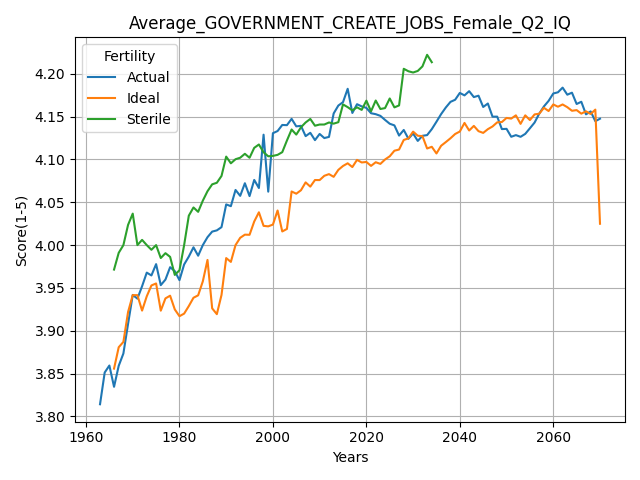 Average_GOVERNMENT_CREATE_JOBS_Female_Q2_IQ
Fertility
Actual
Ideal
Sterile
Score(1-5)
4.20
4.15
4.10
4.05
4.00
3.95
3.90
3.85
3.80
1960 1980 2000 2020 2040 2060
Years